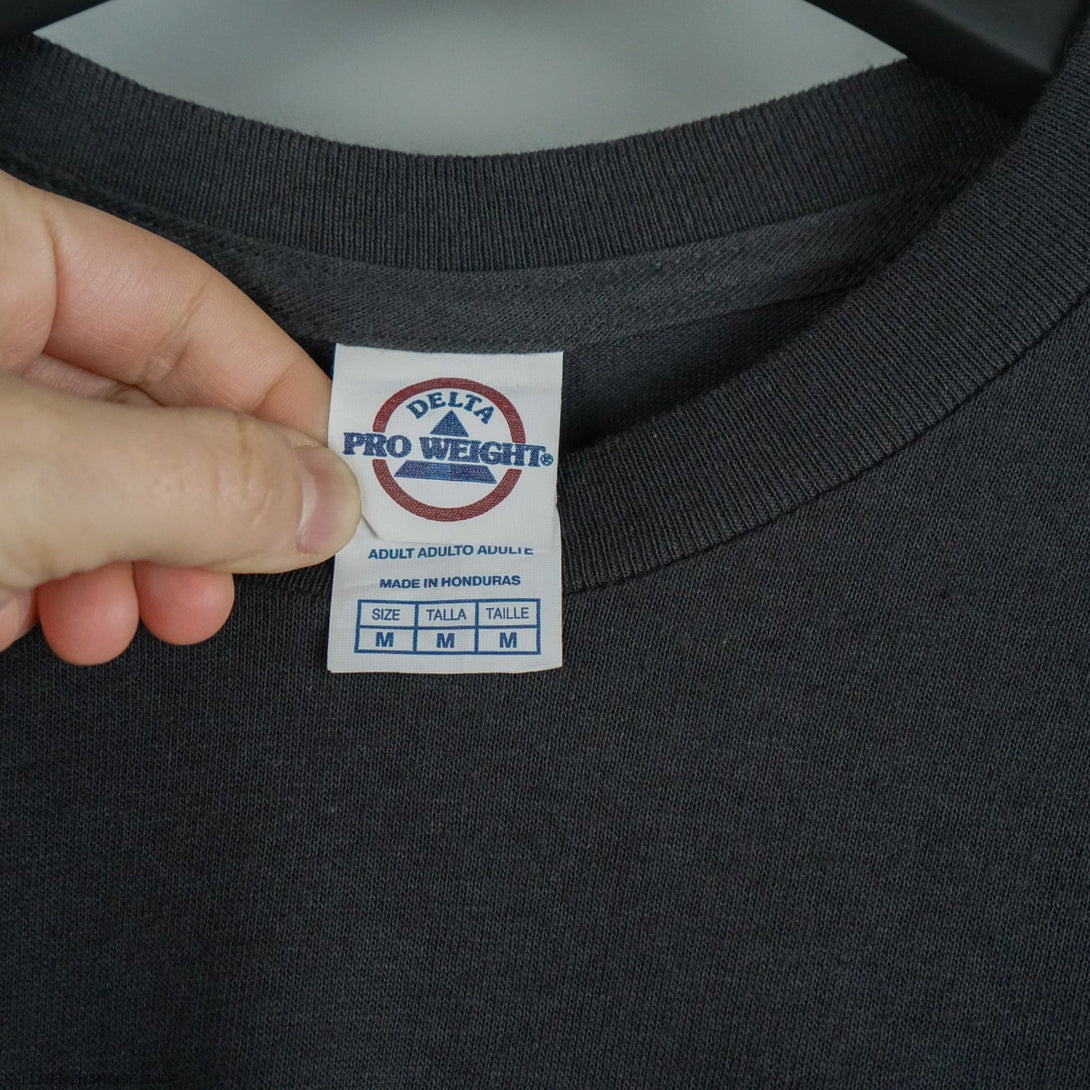 DELTA
PRO WEIGHT®
ADULT ADULTO ADULTE
MADE IN HONDURAS
SIZE TALLA TAILLE
M M M